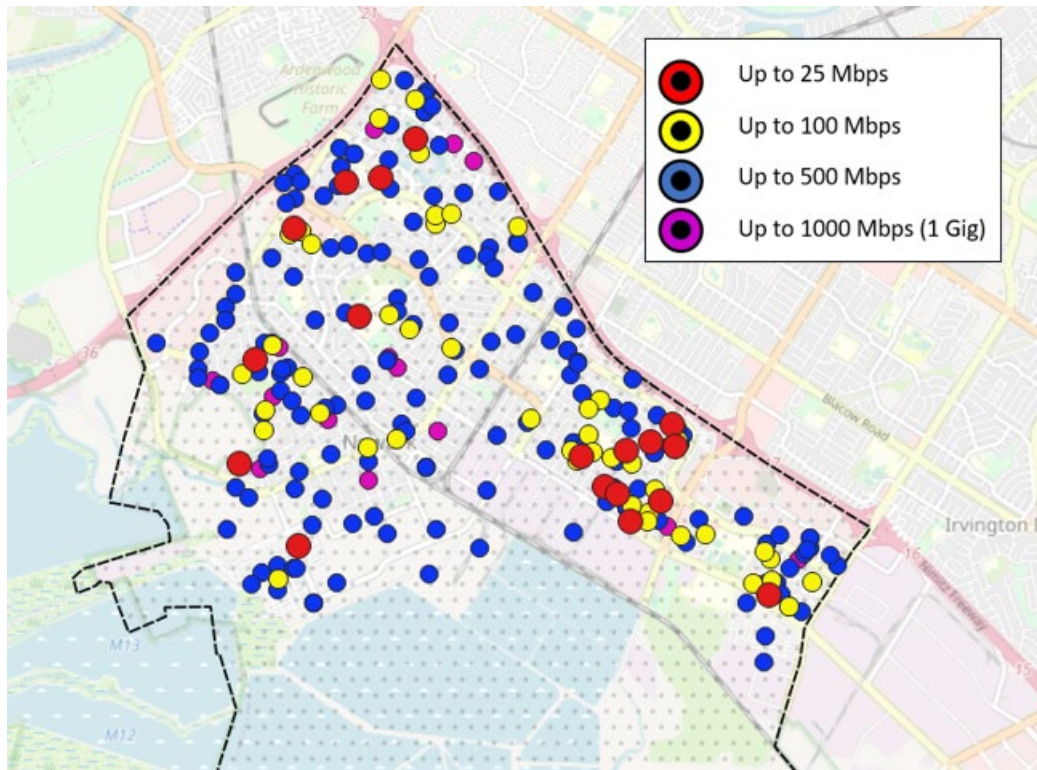 21
Ardenwood
Historic
Farm
Up to 25 Mbps
Up to 100 Mbps
Up to 500 Mbps
Up to 1000 Mbps (1 Gig)
36
Blacow Road
Irvington
16
Nimitz Freeway
15
M13
M12